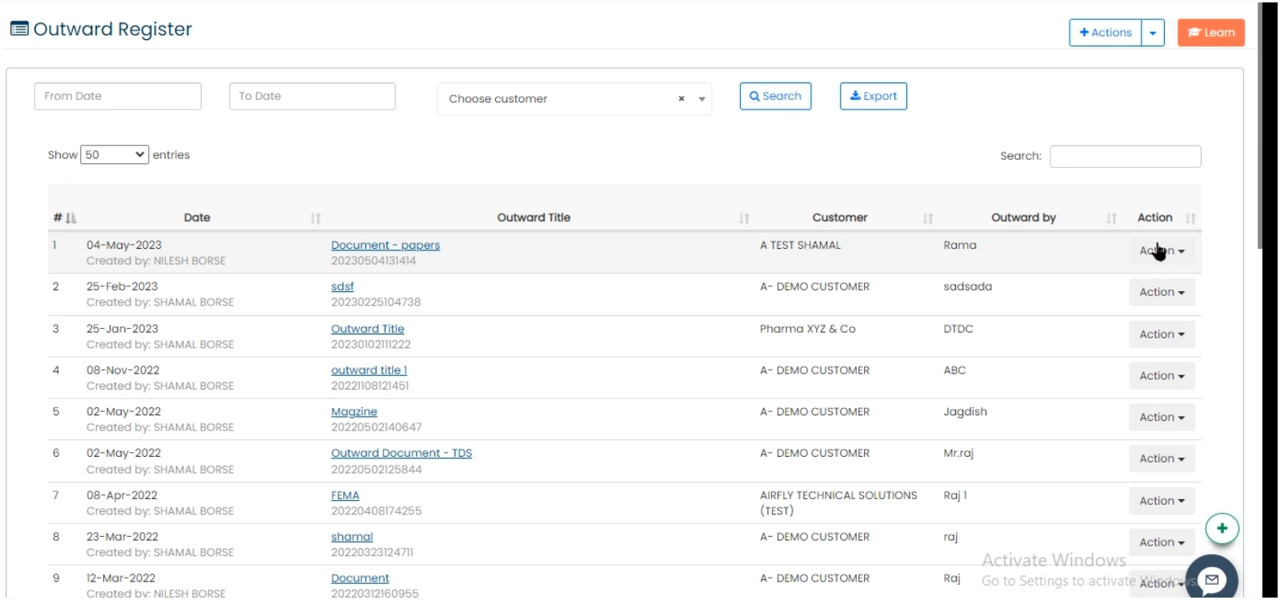 Outward Register
Actions
Learn
From Date
To Date
Choose customer ×
Search
Export
Show 50 entries
Search:
# Date Outward Title Customer Outward by Action
1 04-May-2023 Document - papers A TEST SHAMAL Rama Action
Created by: NILESH BORSE 20230504131414
2 25-Feb-2023 sdsf A- DEMO CUSTOMER sadsada Action
Created by: SHAMAL BORSE 20230225104738
3 25-Jan-2023 Outward Title Pharma XYZ & Co DTDC Action
Created by: SHAMAL BORSE 20230102111222
4 08-Nov-2022 outward title 1 A- DEMO CUSTOMER ABC Action
Created by: SHAMAL BORSE 20221108121451
5 02-May-2022 Magzine A- DEMO CUSTOMER Jagdish Action
Created by: SHAMAL BORSE 20220502140647
6 02-May-2022 Outward Document - TDS A- DEMO CUSTOMER Mr.raj Action
Created by: SHAMAL BORSE 20220502125844
7 08-Apr-2022 FEMA AIRFLY TECHNICAL SOLUTIONS Raj 1 Action
Created by: SHAMAL BORSE 20220408174255 (TEST)
8 23-Mar-2022 shamal A- DEMO CUSTOMER raj Action
Created by: SHAMAL BORSE 20220323124711
9 12-Mar-2022 Document A- DEMO CUSTOMER Raj Action
Created by: NILESH BORSE 20220312160955
Activate Windows
Go to Settings to activate Windows.